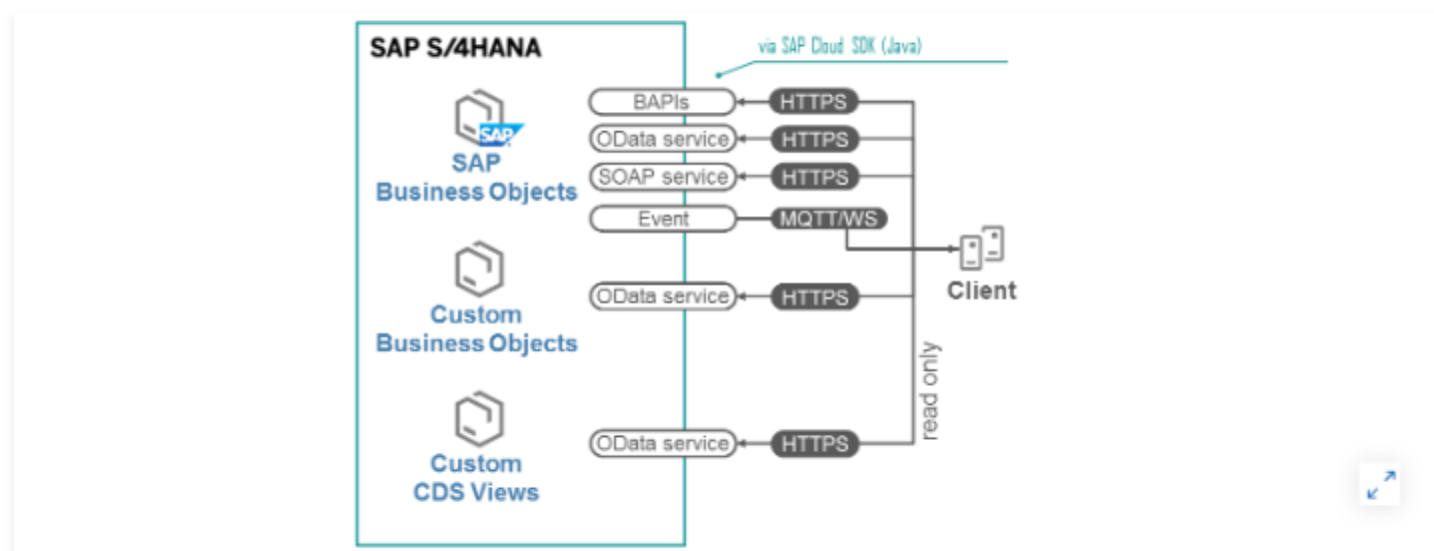 SAP S/4HANA
via SAP Cloud SDK (Java)
BAPIs
HTTPS
OData service
HTTPS
SAP
SAP
Business Objects
SOAP service
HTTPS
Event
MQTT/WS
Client
Custom
Business Objects
OData service
HTTPS
read only
Custom
CDS Views
OData service
HTTPS